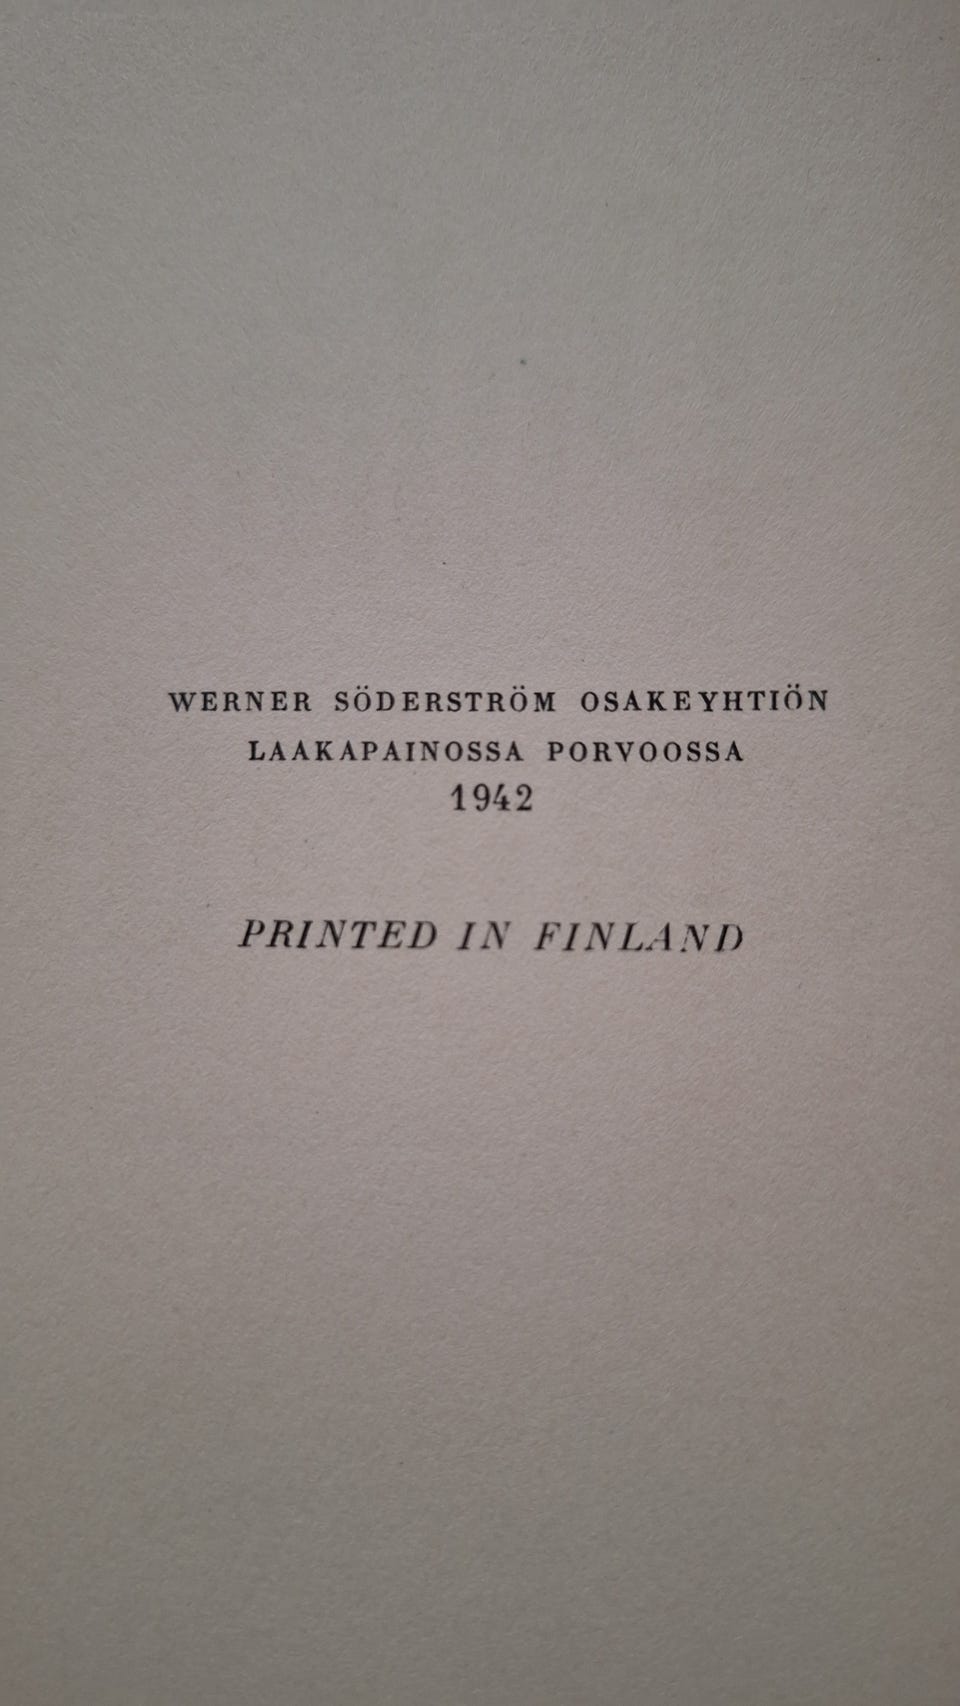 WERNER SÖDERSTRÖM OSAKEYHTIÖN
LAAKAPAINOSSA PORVOOSSA
1942
PRINTED IN FINLAND